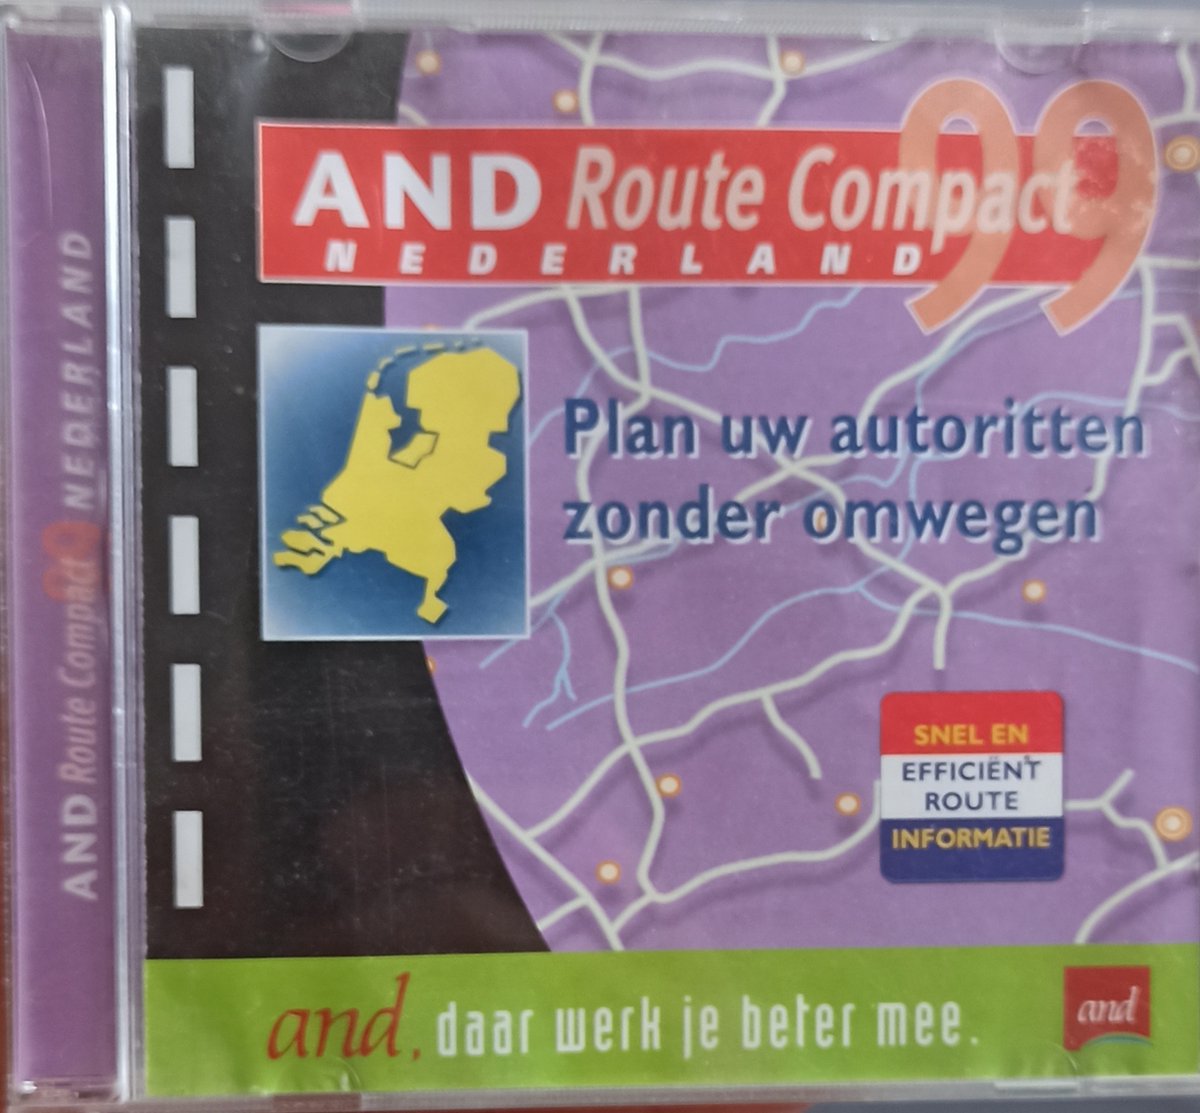 AND Route Compact 99
NEDERLAND
Plan uw autoritten
zonder omwegen
SNEL EN
EFFICIËNT
ROUTE
INFORMATIE
and, daar werk je beter mee.
and
AND Route Compact 99 NEDERLAND